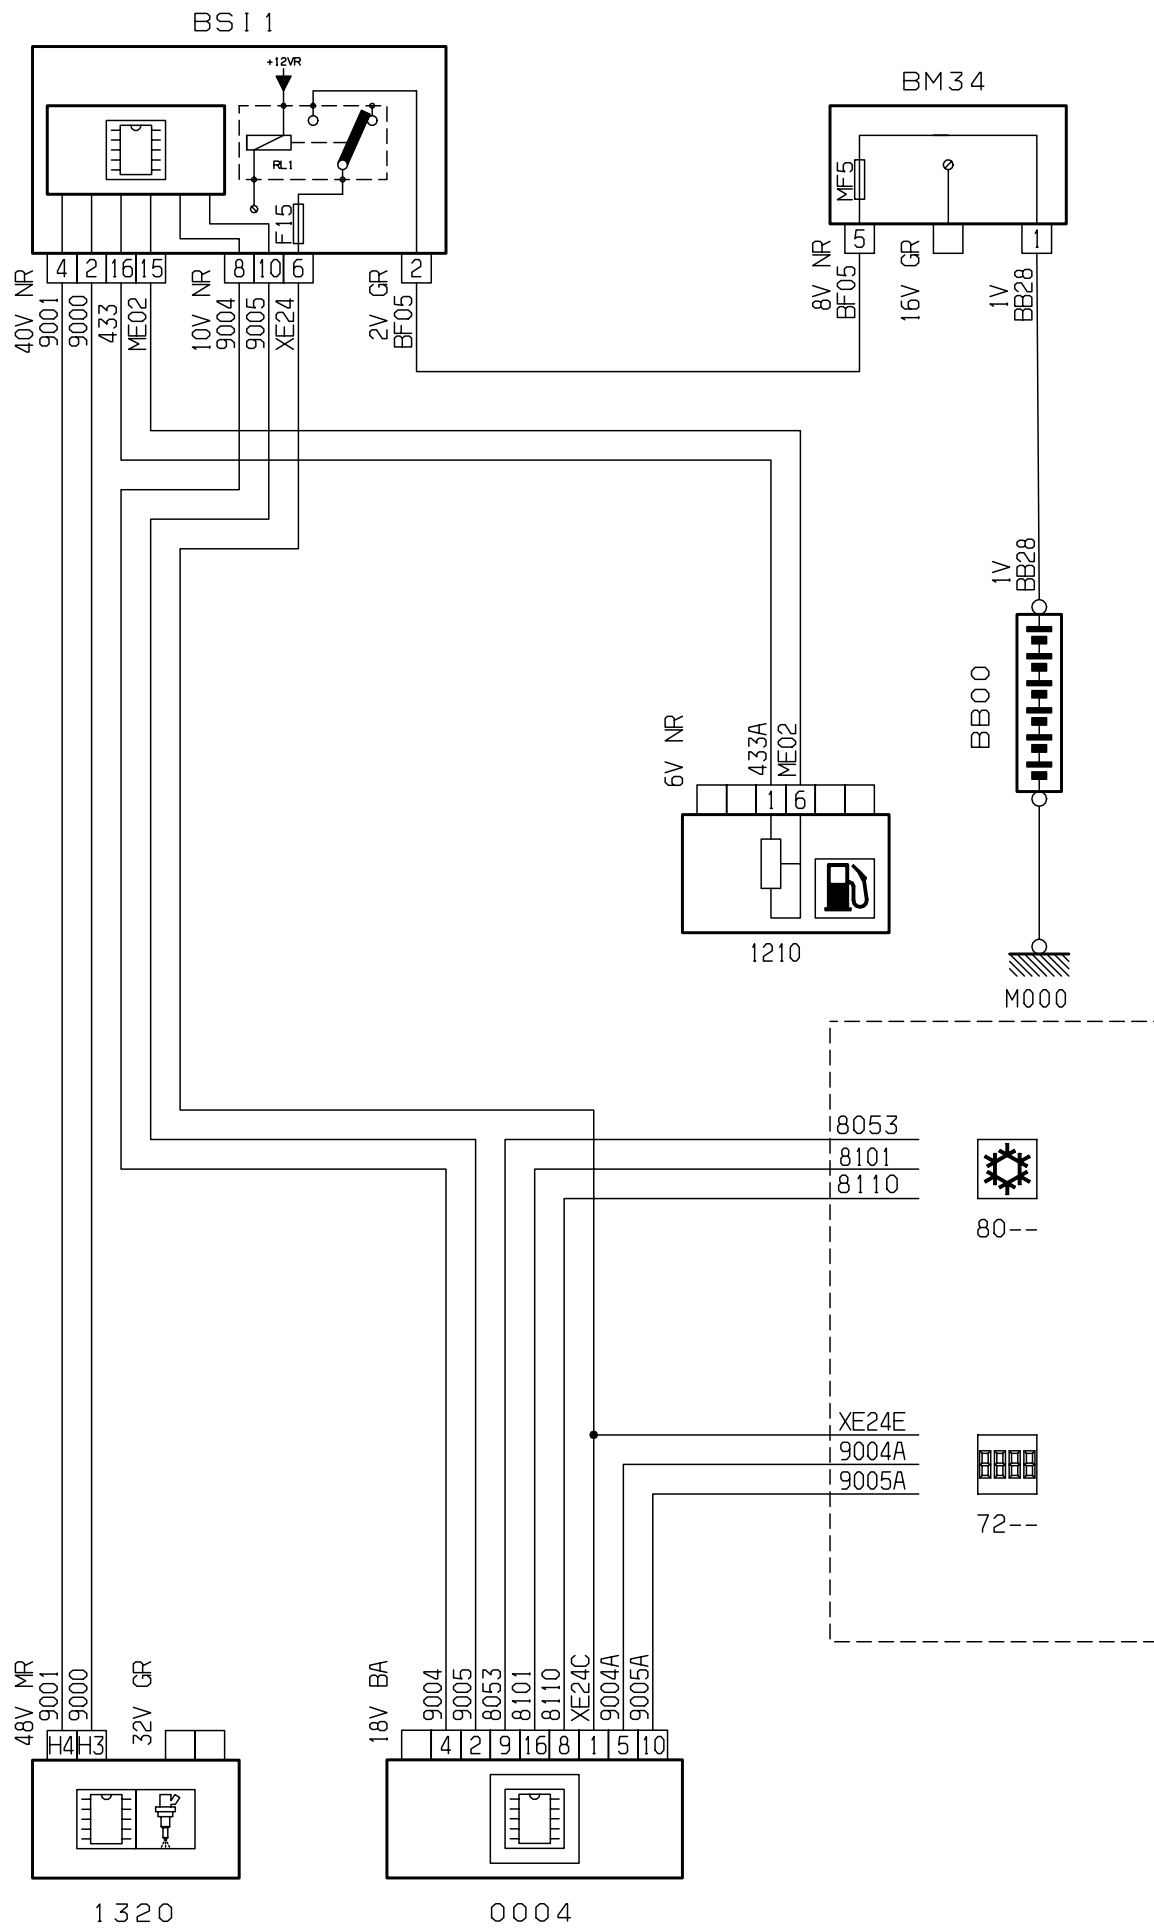 BSI1
+12VR
RL1
F15
4 2 16 15 8 10 6 2
40V NR
9001
9000
433
ME02
10V NR
9004
9005
XE24
2V GR
BF05
BM34
MF5
5 1
8V NR
BF05
16V GR
1V
BB28
1V
BB28
BB00
M000
6V NR
433A
ME02
1 6
1210
8053
8101
8110
80--
XE24E
9004A
9005A
72--
48V MR
9001
9000
32V GR
H4 H3
1320
18V BA
9004
9005
8053
8101
8110
XE24C
9004A
9005A
4 2 9 16 8 1 5 10
0004